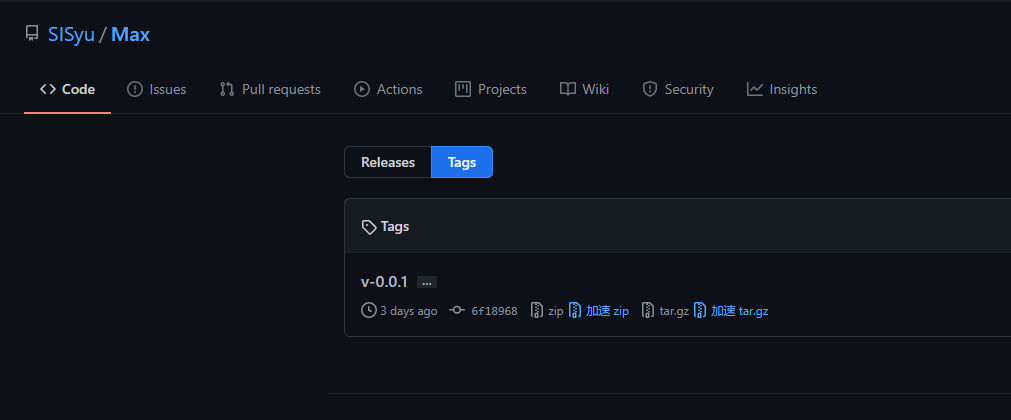 SISyu / Max
Code Issues Pull requests Actions Projects Wiki Security Insights
Releases Tags
Tags
v-0.0.1 ...
3 days ago 6f18968 zip 加速 zip tar.gz 加速 tar.gz